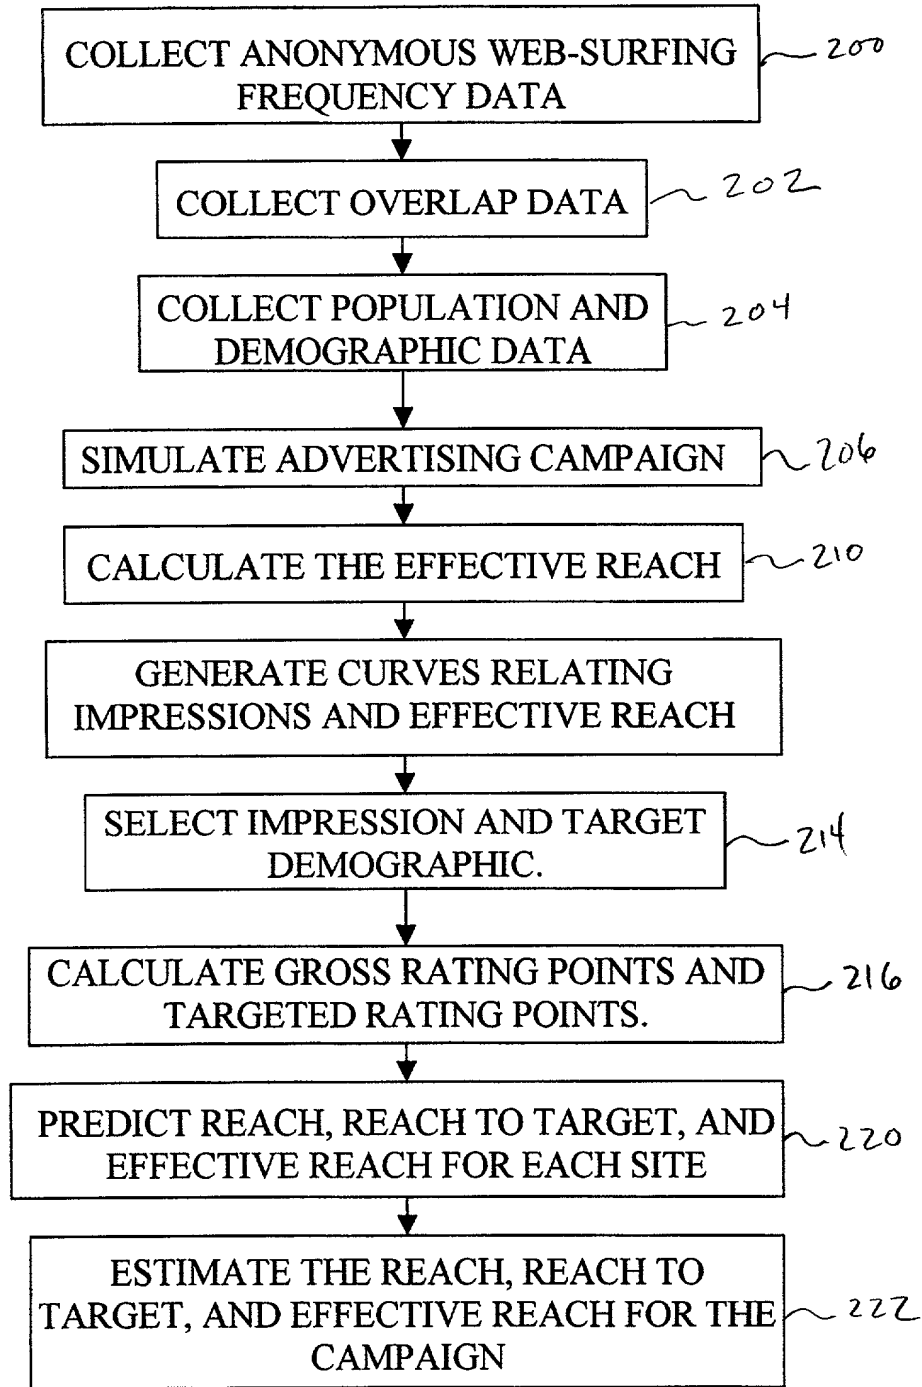 COLLECT ANONYMOUS WEB-SURFING
FREQUENCY DATA
200
COLLECT OVERLAP DATA
202
COLLECT POPULATION AND
DEMOGRAPHIC DATA
204
SIMULATE ADVERTISING CAMPAIGN
206
CALCULATE THE EFFECTIVE REACH
210
GENERATE CURVES RELATING
IMPRESSIONS AND EFFECTIVE REACH
SELECT IMPRESSION AND TARGET
DEMOGRAPHIC.
214
CALCULATE GROSS RATING POINTS AND
TARGETED RATING POINTS.
216
PREDICT REACH, REACH TO TARGET, AND
EFFECTIVE REACH FOR EACH SITE
220
ESTIMATE THE REACH, REACH TO
TARGET, AND EFFECTIVE REACH FOR THE
CAMPAIGN
222